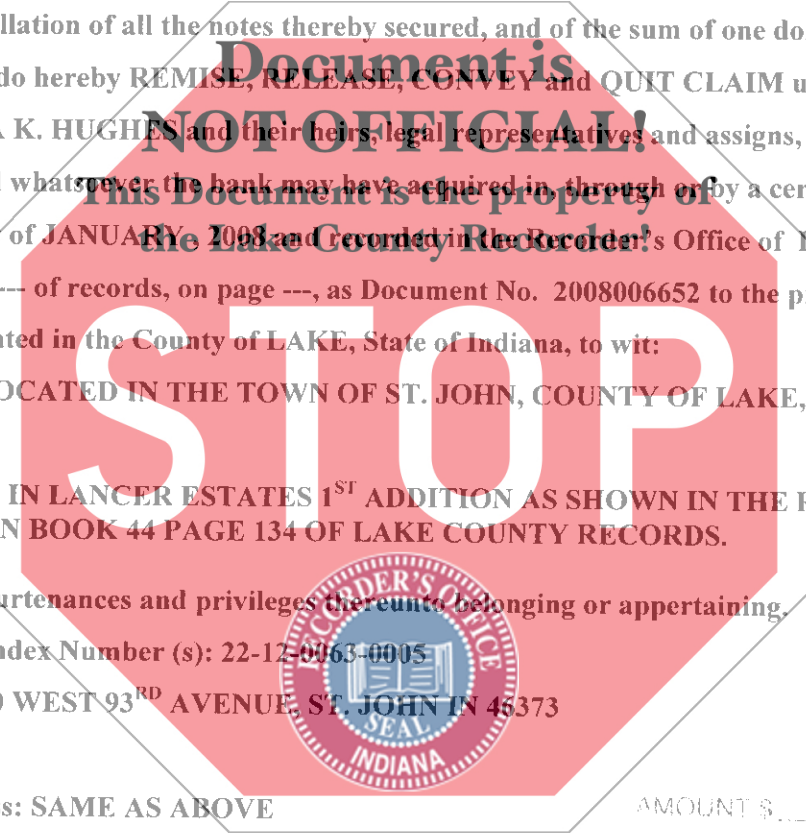 llation of all the notes thereby secured, and of the sum of one do
Document is
do hereby REMISE, RELEASE, CONVEY and QUIT CLAIM u
NOT OFFICIAL!
K. HUGHES and their heirs, legal representatives and assigns,
whatsoever the bank may have acquired in, through or by a cer
This Document is the property of
of JANUARY , 2008 and recorded in the Recorder's Office of
the Lake County Recorder!
--- of records, on page ---, as Document No. 2008006652 to the p
ted in the County of LAKE, State of Indiana, to wit:
STOP
OCATED IN THE TOWN OF ST. JOHN, COUNTY OF LAKE,
IN LANCER ESTATES 1ST ADDITION AS SHOWN IN THE
N BOOK 44 PAGE 134 OF LAKE COUNTY RECORDS.
urtenances and privileges thereunto belonging or appertaining.
ndex Number (s): 22-12-0063-0005
WEST 93RD AVENUE, ST. JOHN IN 46373
RECORDER'S OFFICE
SEAL
INDIANA
s: SAME AS ABOVE
AMOUNT $